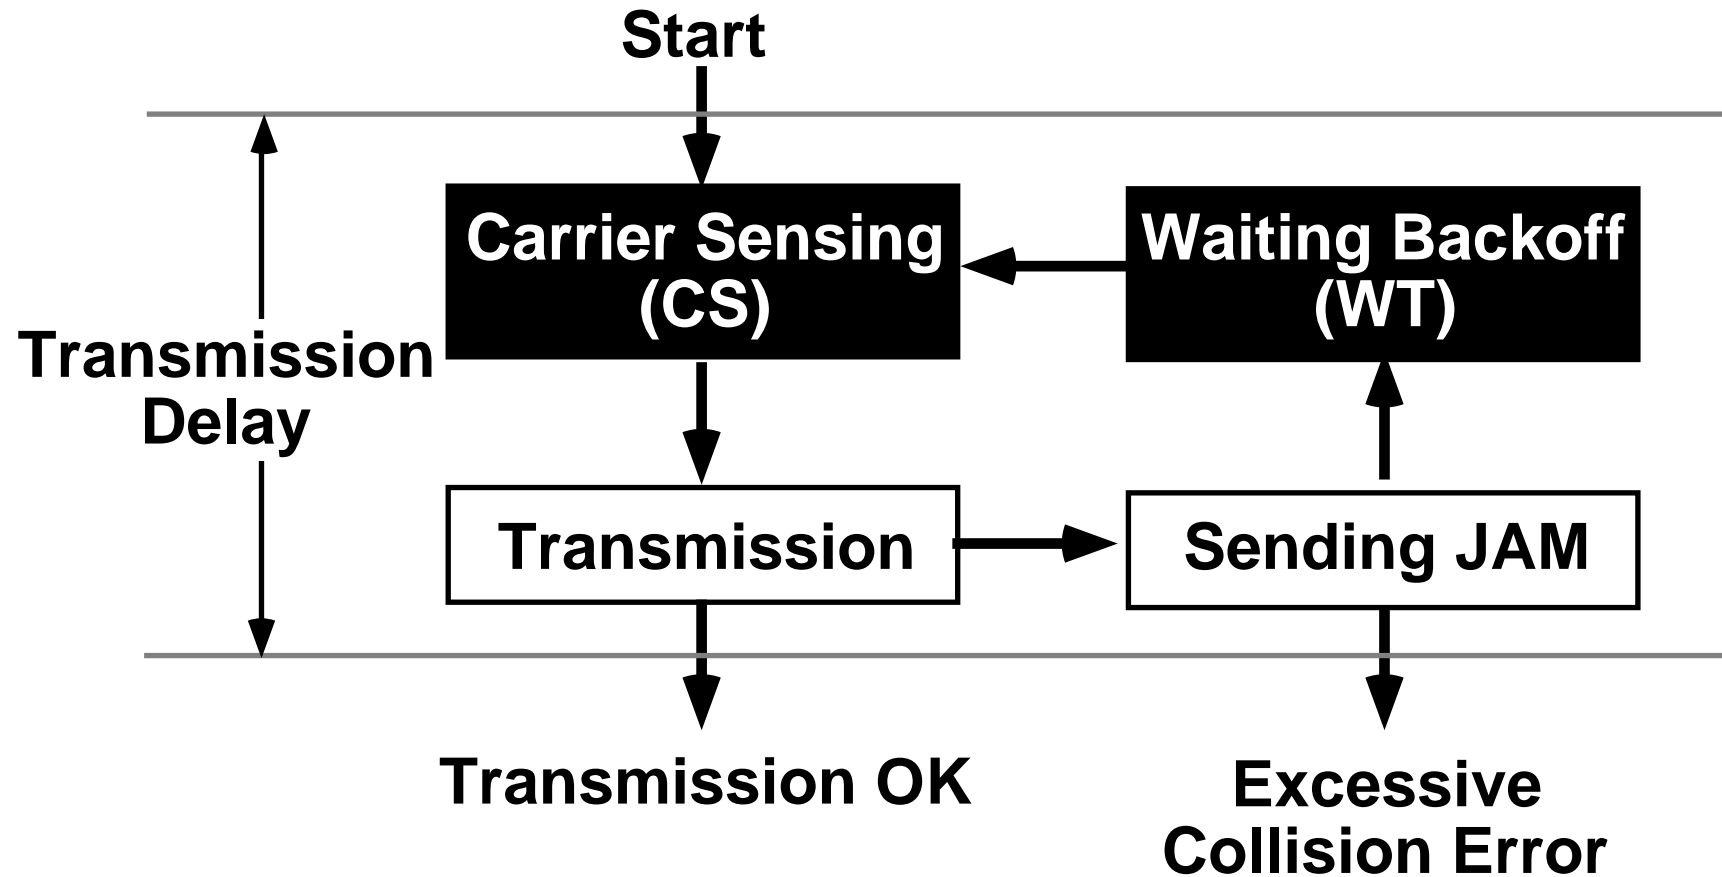 Start
Carrier Sensing
(CS)
Waiting Backoff
(WT)
Transmission
Delay
Transmission
Sending JAM
Transmission OK
Excessive
Collision Error